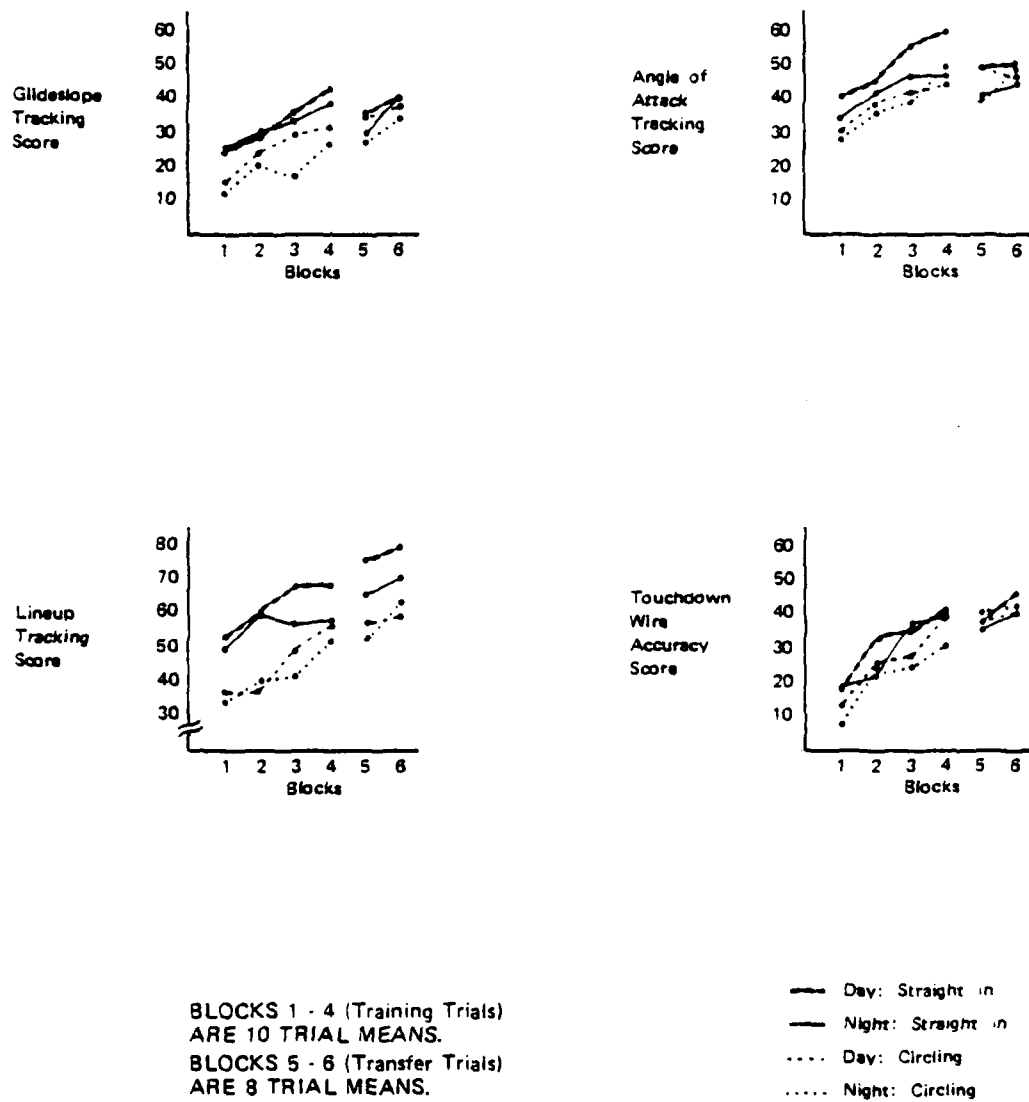 60
50
Glideslope 40
Tracking 30
Score
20
10
1 2 3 4 5 6
Blocks
60
50
Angle of
Attack 40
Tracking 30
Score
20
10
1 2 3 4 5 6
Blocks
80
70
Lineup 60
Tracking 50
Score
40
30
1 2 3 4 5 6
Blocks
60
50
Touchdown
Wire 40
Accuracy 30
Score
20
10
1 2 3 4 5 6
Blocks
BLOCKS 1 - 4 (Training Trials)
ARE 10 TRIAL MEANS.
BLOCKS 5 - 6 (Transfer Trials)
ARE 8 TRIAL MEANS.
Day: Straight in
Night: Straight in
Day: Circling
Night: Circling